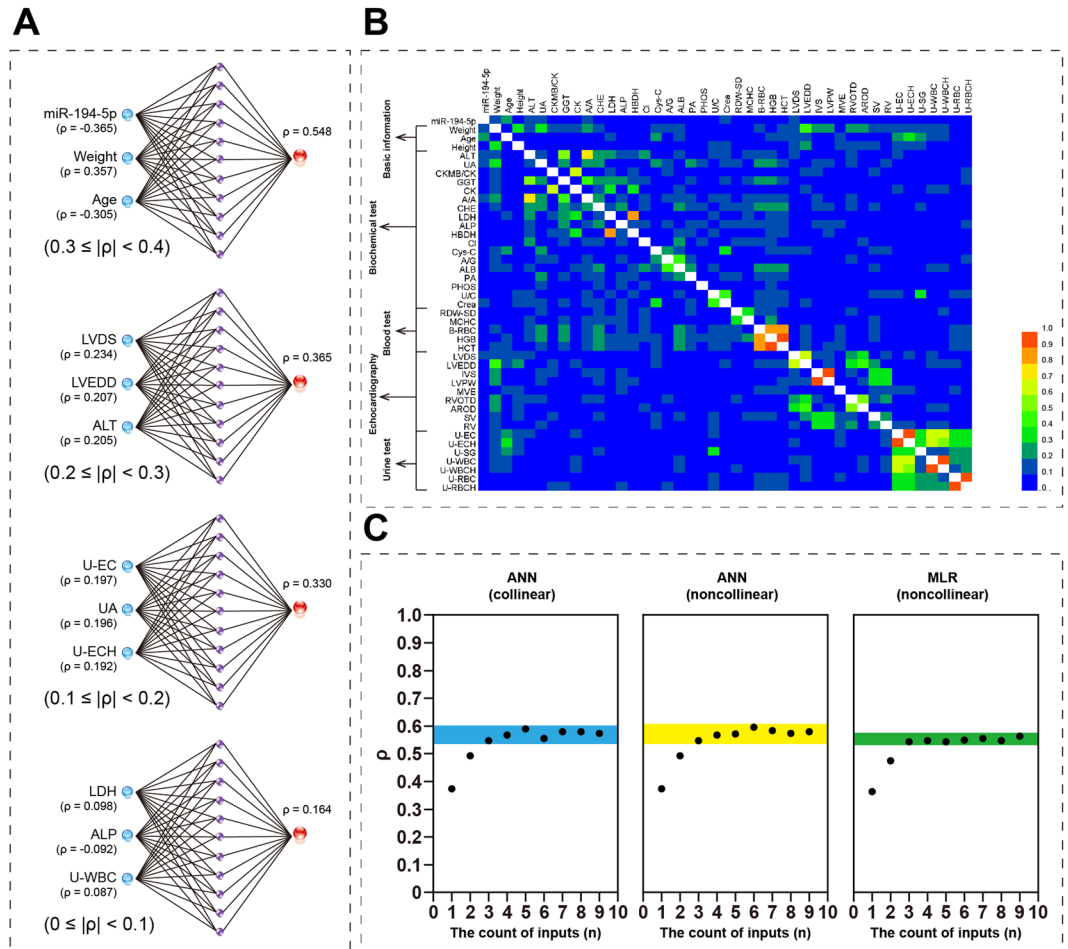 A
miR-194-5p
(ρ = -0.365)
Weight
(ρ = 0.357)
Age
(ρ = -0.305)
ρ = 0.548
(0.3 ≤ |ρ| < 0.4)
LVDS
(ρ = 0.234)
LVEDD
(ρ = 0.207)
ALT
(ρ = 0.205)
ρ = 0.365
(0.2 ≤ |ρ| < 0.3)
U-EC
(ρ = 0.197)
UA
(ρ = 0.196)
U-ECH
(ρ = 0.192)
ρ = 0.330
(0.1 ≤ |ρ| < 0.2)
LDH
(ρ = 0.098)
ALP
(ρ = -0.092)
U-WBC
(ρ = 0.087)
ρ = 0.164
(0 ≤ |ρ| < 0.1)
B
miR-194-5p
Weight
Age
Height
ALT
UA
CKMB/CK
GGT
CK
A/A
CHE
LDH
ALP
HBDH
CI
Cys-C
A/G
ALB
PA
PHOS
U/C
Crea
RDW-SD
MCHC
B-RBC
HGB
HCT
LVDS
LVEDD
IVS
LVPW
MVE
RVOTD
AROD
SV
RV
U-EC
U-ECH
U-SG
U-WBC
U-WBCH
U-RBC
U-RBCH
Basic information
Biochemical test
Blood test
Echocardiography
Urine test
miR-194-5p
Weight
Age
Height
ALT
UA
CKMB/CK
GGT
CK
A/A
CHE
LDH
ALP
HBDH
CI
Cys-C
A/G
ALB
PA
PHOS
U/C
Crea
RDW-SD
MCHC
B-RBC
HGB
HCT
LVDS
LVEDD
IVS
LVPW
MVE
RVOTD
AROD
SV
RV
U-EC
U-ECH
U-SG
U-WBC
U-WBCH
U-RBC
U-RBCH
1.0
0.9
0.8
0.7
0.6
0.5
0.4
0.3
0.2
0.1
0.
C
ANN
(collinear)
ANN
(noncollinear)
MLR
(noncollinear)
ρ
1.0
0.9
0.8
0.7
0.6
0.5
0.4
0.3
0.2
0.1
0
0 1 2 3 4 5 6 7 8 9 10
0 1 2 3 4 5 6 7 8 9 10
0 1 2 3 4 5 6 7 8 9 10
The count of inputs (n)
The count of inputs (n)
The count of inputs (n)